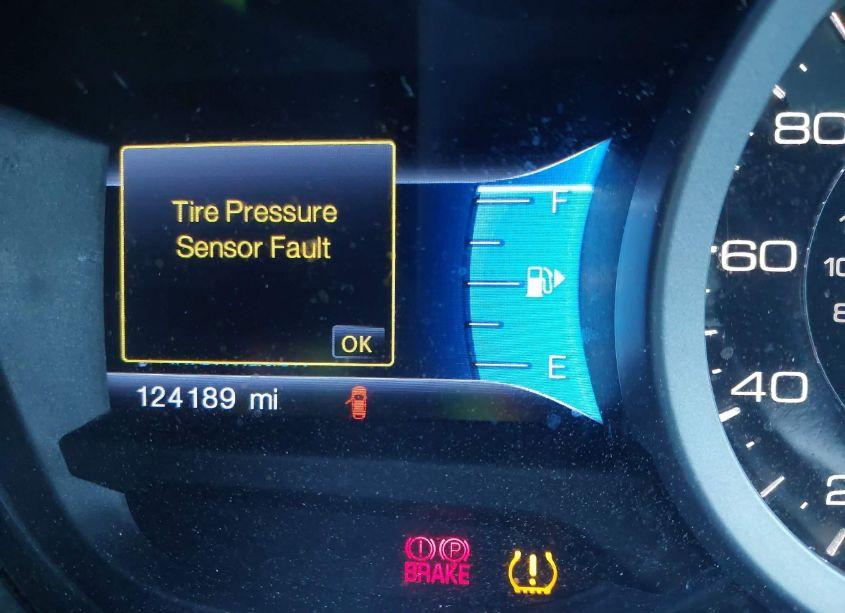 Tire Pressure
Sensor Fault
OK
F
E
124189 mi
80
60
40
BRAKE
P